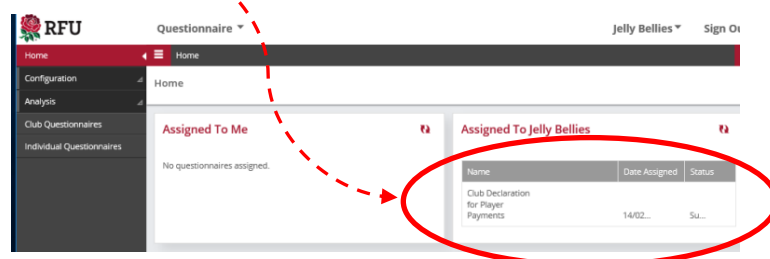 RFU
Questionnaire
Jelly Bellies
Sign
Home
Home
Configuration
Home
Analysis
Club Questionnaires
Individual Questionnaires
Assigned To Me
No questionnaires assigned.
Assigned To Jelly Bellies
Name Date Assigned Status
Club Declaration
for Player
Payments 14/02... Su...